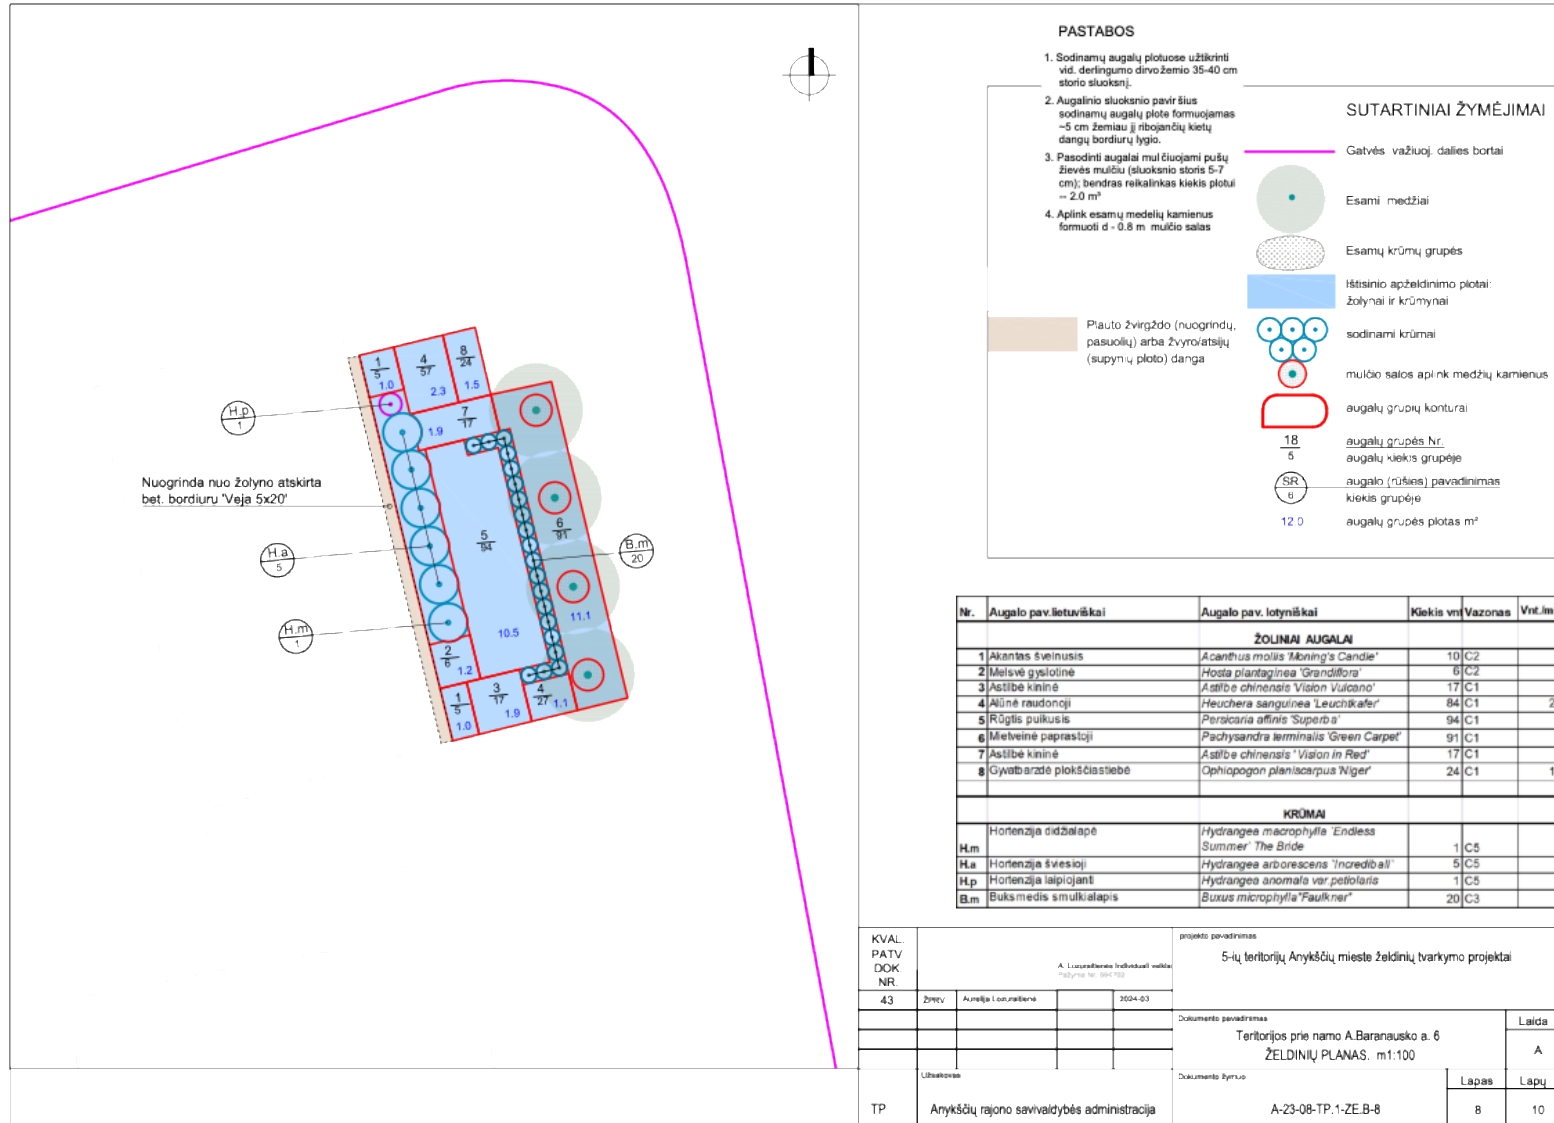 PASTABOS
1. Sodinamų augalų plotuose užtikrinti
vid. derlingumo dirvožemio 35-40 cm
storio sluoksnį.
2. Augalinio sluoksnio paviršius
sodinamų augalų plote formuojamas
~5 cm žemiau jį ribojančių kietų
dangų bordiūrų lygio.
3. Pasodinti augalai mulčiuojami pušų
žievės mulčiu (sluoksnio storis 5-7
cm); bendras reikalinkas kiekis plotui
-- 2.0 m³
4. Aplink esamų medelių kamienus
formuoti d - 0.8 m mulčio salas
SUTARTINIAI ŽYMĖJIMAI
Gatvės važiuoj. dalies bortai
Esami medžiai
Esamų krūmų grupės
Ištisinio apželdinimo plotai:
žolynai ir krūmynai
Plauto žvirgždo (nuogrindų,
pasuolių) arba žvyro/atsijų
(supynių ploto) danga
sodinami krūmai
mulčio salos aplink medžių kamienus
augalų grupių kontūrai
18
5
augalų grupės Nr.
augalų kiekis grupėje
SR
6
augalo (rūšies) pavadinimas
kiekis grupėje
12.0
augalų grupės plotas m²
1
5
1.0
4
57
2.3
8
24
1.5
H.p
1
7
17
1.9
Nuogrinda nuo žolyno atskirta
bet. bordiuru 'Veja 5x20'
5
94
10.5
6
91
11.1
H.a
5
B.m
20
H.m
1
2
6
1.2
1
5
1.0
3
17
1.9
4
27
1.1
Nr. Augalo pav.lietuviškai Augalo pav. lotyniškai Kiekis vnt Vazonas Vnt./m
ŽOLINIAI AUGALAI
1 Akantas švelnusis Acanthus mollis 'Moning's Candle' 10 C2
2 Melsvė gyslotinė Hosta plantaginea 'Grandiflora' 6 C2
3 Astilbė kininė Astilbe chinensis 'Vision Vulcano' 17 C1
4 Alūnė raudonoji Heuchera sanguinea 'Leuchtkafer' 84 C1 2
5 Rūgtis puikusis Persicaria affinis 'Superba' 94 C1
6 Mietveinė paprastoji Pachysandra terminalis 'Green Carpet' 91 C1
7 Astilbė kininė Astilbe chinensis ' Vision in Red' 17 C1
8 Gyvatbarzdė plokščiastiebė Ophiopogon planiscarpus 'Niger' 24 C1 1
KRŪMAI
H.m Hortenzija didžialapė Hydrangea macrophylla 'Endless
Summer' The Bride 1 C5
H.a Hortenzija šviesioji Hydrangea arborescens 'Incrediball' 5 C5
H.p Hortenzija laipiojanti Hydrangea anomala var.petiolaris 1 C5
B.m Buksmedis smulkialapis Buxus microphylla"Faulkner" 20 C3
KVAL.
PATV
DOK.
NR.
43 ŽPRV 2024-03
projekto pavadinimas
5-ių teritorijų Anykščių mieste želdinių tvarkymo projektai
Dokumento pavadinimas
Teritorijos prie namo A.Baranausko a. 6
ŽELDINIŲ PLANAS. m1:100
Laida
A
TP
Užsakovas
Anykščių rajono savivaldybės administracija
Dokumento žymuo
A-23-08-TP.1-ZE.B-8
Lapas
8
Lapų
10